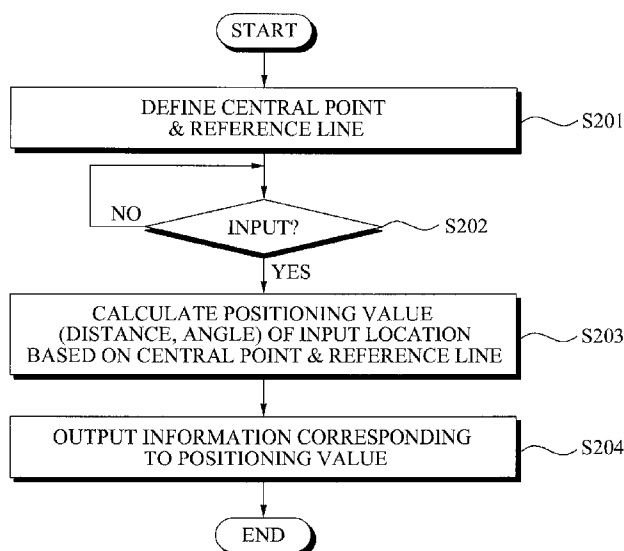 START
DEFINE CENTRAL POINT
& REFERENCE LINE
S201
NO
INPUT?
S202
YES
CALCULATE POSITIONING VALUE
(DISTANCE, ANGLE) OF INPUT LOCATION
BASED ON CENTRAL POINT & REFERENCE LINE
S203
OUTPUT INFORMATION CORRESPONDING
TO POSITIONING VALUE
S204
END